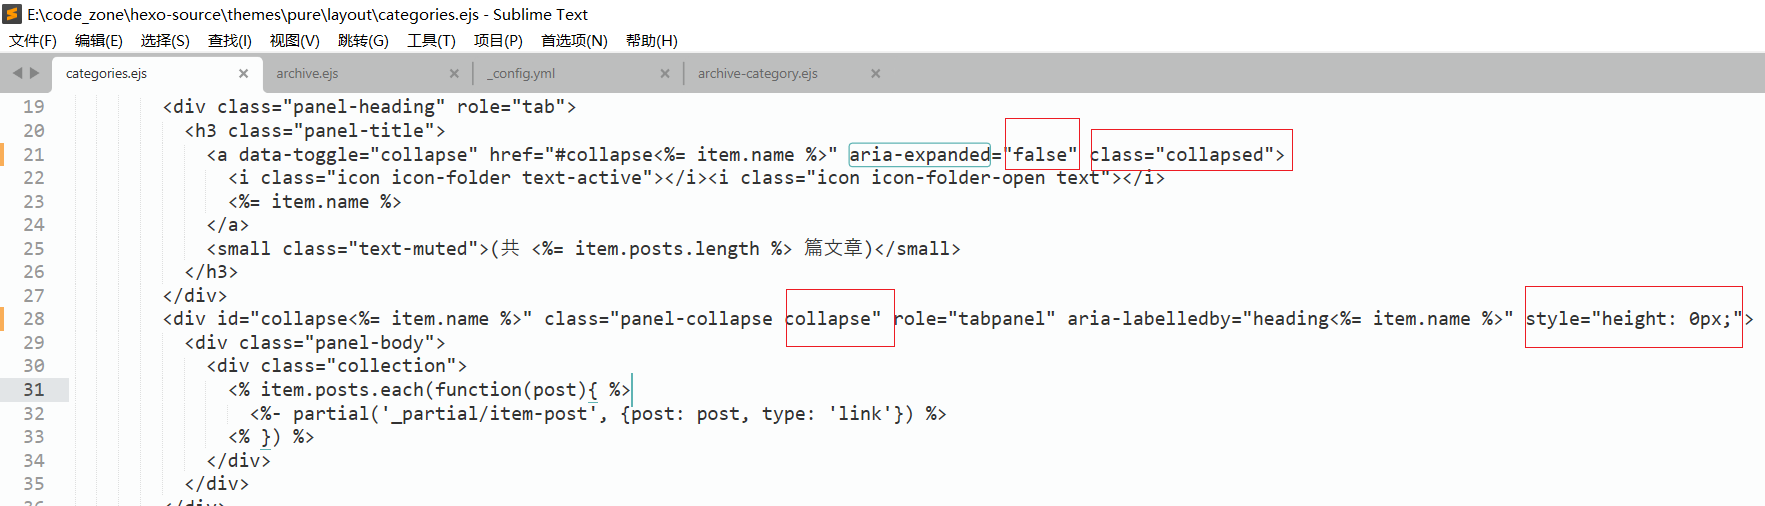 E:\code_zone\hexo-source\themes\pure\layout\categories.ejs - Sublime Text
文件(F) 编辑(E) 选择(S) 查找(I) 视图(V) 跳转(G) 工具(T) 项目(P) 首选项(N) 帮助(H)
categories.ejs × archive.ejs × _config.yml × archive-category.ejs ×
19 <div class="panel-heading" role="tab">
20 <h3 class="panel-title">
21 <a data-toggle="collapse" href="#collapse<%= item.name %>" aria-expanded="false" class="collapsed">
22 <i class="icon icon-folder text-active"></i><i class="icon icon-folder-open text"></i>
23 <%= item.name %>
24 </a>
25 <small class="text-muted">(共 <%= item.posts.length %> 篇文章)</small>
26 </h3>
27 </div>
28 <div id="collapse<%= item.name %>" class="panel-collapse collapse" role="tabpanel" aria-labelledby="heading<%= item.name %>" style="height: 0px;">
29 <div class="panel-body">
30 <div class="collection">
31 <% item.posts.each(function(post){ %>
32 <%- partial('_partial/item-post', {post: post, type: 'link'}) %>
33 <% }) %>
34 </div>
35 </div>
36 </div>